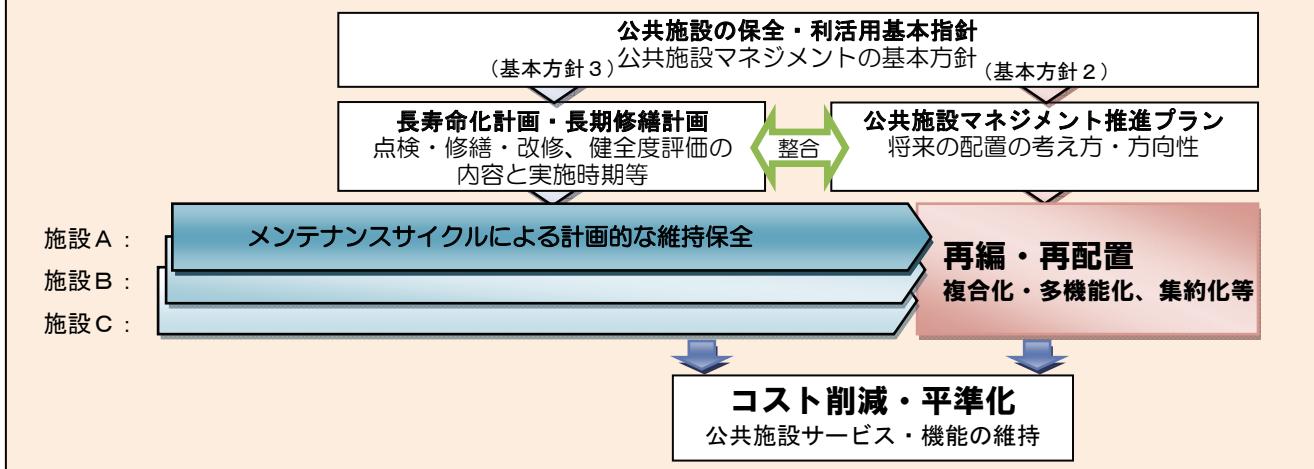 公共施設の保全・利活用基本指針
公共施設マネジメントの基本方針
（基本方針３）
（基本方針２）
長寿命化計画・長期修繕計画
点検・修繕・改修、健全度評価の
内容と実施時期等
整合
公共施設マネジメント推進プラン
将来の配置の考え方・方向性
施設Ａ：
メンテナンスサイクルによる計画的な維持保全
施設Ｂ：
施設Ｃ：
再編・再配置
複合化・多機能化、集約化等
コスト削減・平準化
公共施設サービス・機能の維持